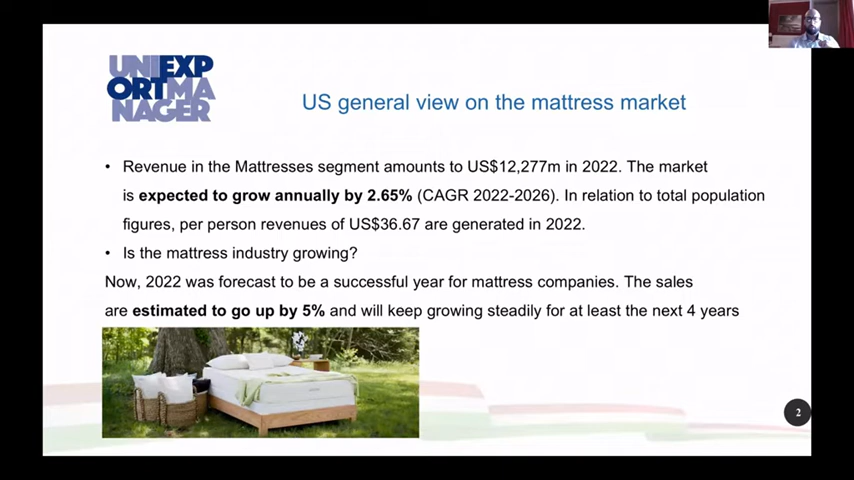 UNIEXP
ORTMA
NAGER
US general view on the mattress market
• Revenue in the Mattresses segment amounts to US$12,277m in 2022. The market
is expected to grow annually by 2.65% (CAGR 2022-2026). In relation to total population
figures, per person revenues of US$36.67 are generated in 2022.
• Is the mattress industry growing?
Now, 2022 was forecast to be a successful year for mattress companies. The sales
are estimated to go up by 5% and will keep growing steadily for at least the next 4 years
2